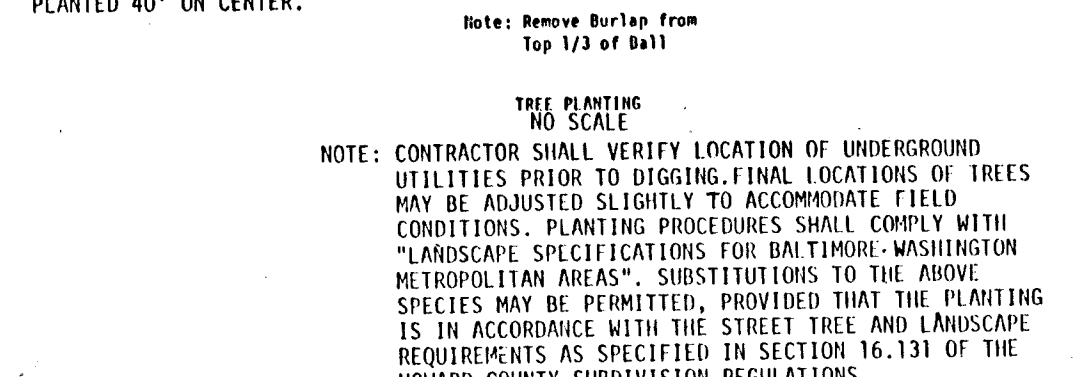 PLANTED 40' ON CENTER.
Note: Remove Burlap from
Top 1/3 of Ball
TREE PLANTING
NO SCALE
NOTE: CONTRACTOR SHALL VERIFY LOCATION OF UNDERGROUND
UTILITIES PRIOR TO DIGGING. FINAL LOCATIONS OF TREES
MAY BE ADJUSTED SLIGHTLY TO ACCOMMODATE FIELD
CONDITIONS. PLANTING PROCEDURES SHALL COMPLY WITH
"LANDSCAPE SPECIFICATIONS FOR BALTIMORE-WASHINGTON
METROPOLITAN AREAS". SUBSTITUTIONS TO THE ABOVE
SPECIES MAY BE PERMITTED, PROVIDED THAT THE PLANTING
IS IN ACCORDANCE WITH THE STREET TREE AND LANDSCAPE
REQUIREMENTS AS SPECIFIED IN SECTION 16.131 OF THE
HOWARD COUNTY SUBDIVISION REGULATIONS